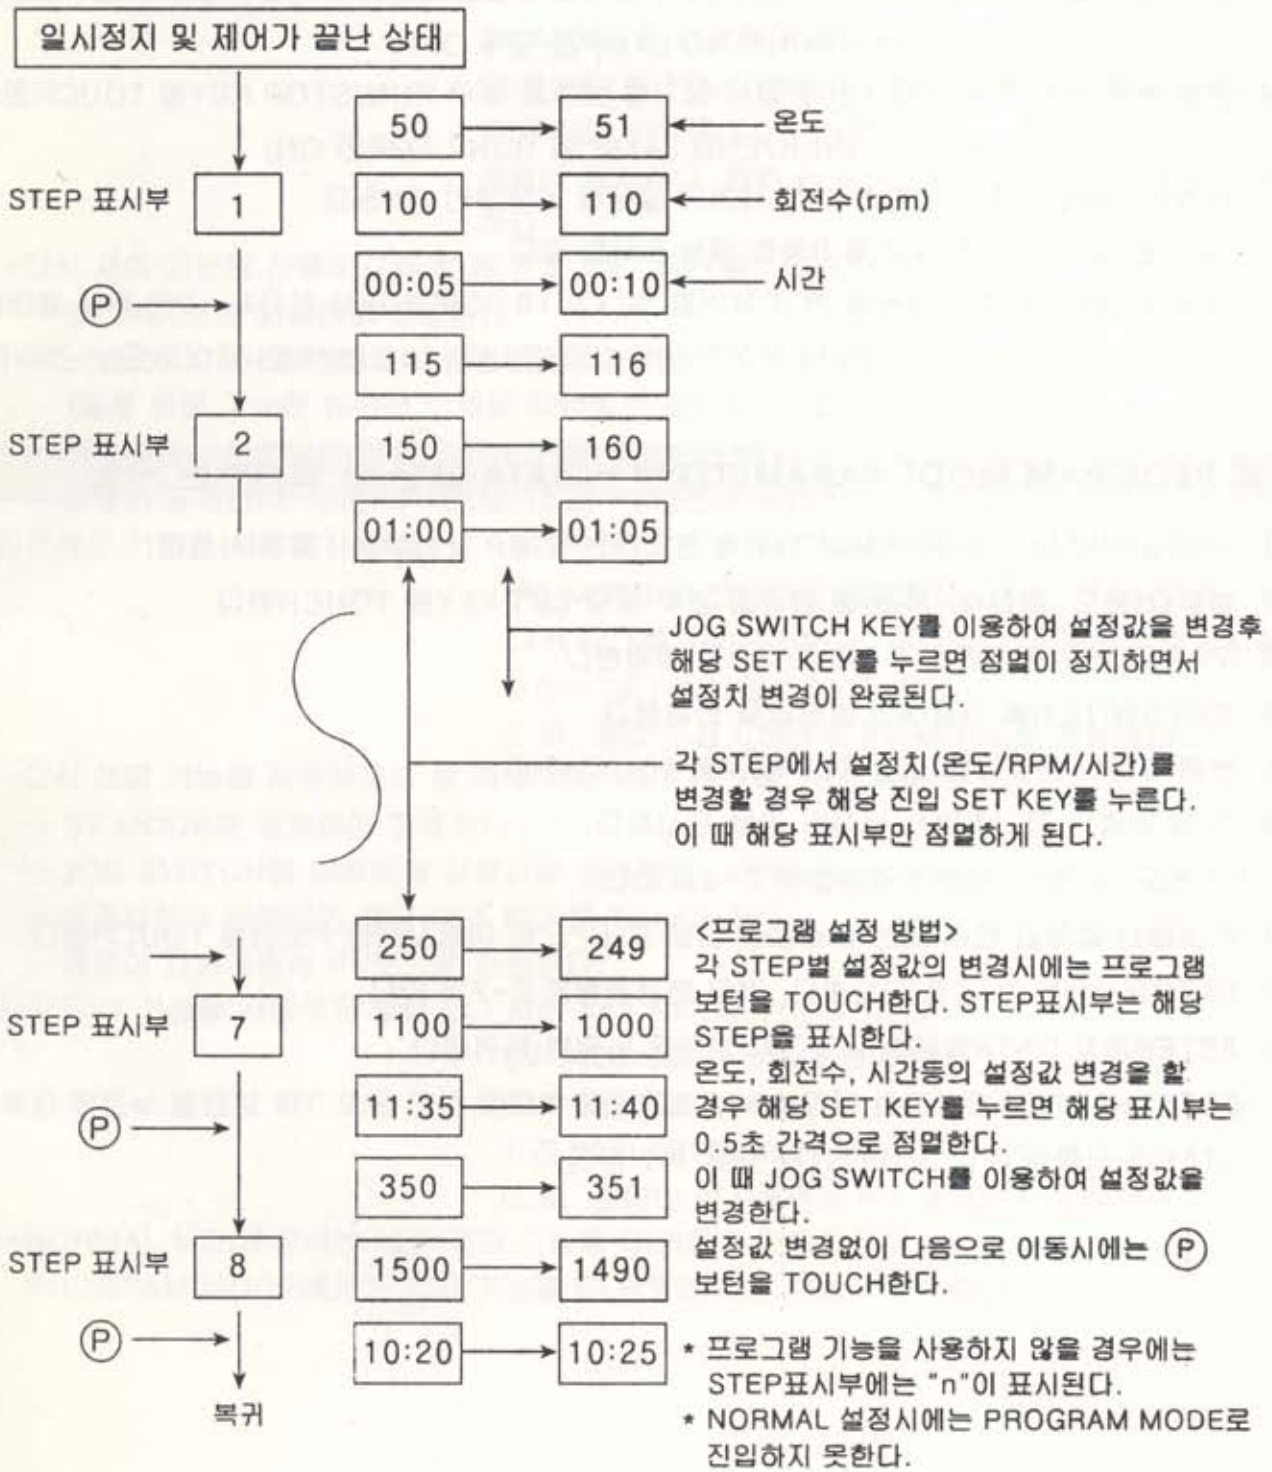 일시정지 및 제어가 끝난 상태
50 51 온도
STEP 표시부 1 100 110 회전수(rpm)
P 00:05 00:10 시간
115 116
STEP 표시부 2 150 160
01:00 01:05
JOG SWITCH KEY를 이용하여 설정값을 변경후
해당 SET KEY를 누르면 점멸이 정지하면서
설정치 변경이 완료된다.
각 STEP에서 설정치(온도/RPM/시간)를
변경할 경우 해당 진입 SET KEY를 누른다.
이 때 해당 표시부만 점멸하게 된다.
250 249
STEP 표시부 7 1100 1000
P 11:35 11:40
350 351
STEP 표시부 8 1500 1490
P 10:20 10:25
복귀
<프로그램 설정 방법>
각 STEP별 설정값의 변경시에는 프로그램
보턴을 TOUCH한다. STEP표시부는 해당
STEP을 표시한다.
온도, 회전수, 시간등의 설정값 변경을 할
경우 해당 SET KEY를 누르면 해당 표시부는
0.5초 간격으로 점멸한다.
이 때 JOG SWITCH를 이용하여 설정값을
변경한다.
설정값 변경없이 다음으로 이동시에는 P
보턴을 TOUCH한다.
* 프로그램 기능을 사용하지 않을 경우에는
STEP표시부에는 "n"이 표시된다.
* NORMAL 설정시에는 PROGRAM MODE로
진입하지 못한다.